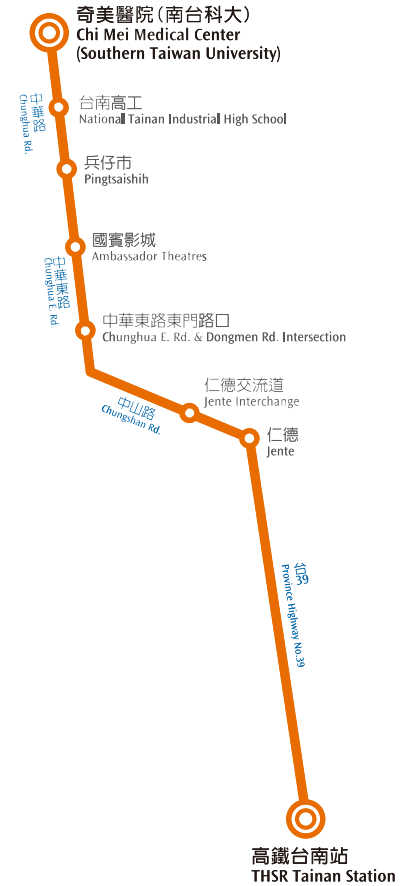 奇美醫院(南台科大)
Chi Mei Medical Center
(Southern Taiwan University)
中華路
Chunghua Rd.
台南高工
National Tainan Industrial High School
兵仔市
Pingtsaishih
國賓影城
Ambassador Theatres
中華東路
Chunghua E. Rd.
中華東路東門路口
Chunghua E. Rd. & Dongmen Rd. Intersection
仁德交流道
Jente Interchange
中山路
Chungshan Rd.
仁德
Jente
台39
Province Highway No.39
高鐵台南站
THSR Tainan Station